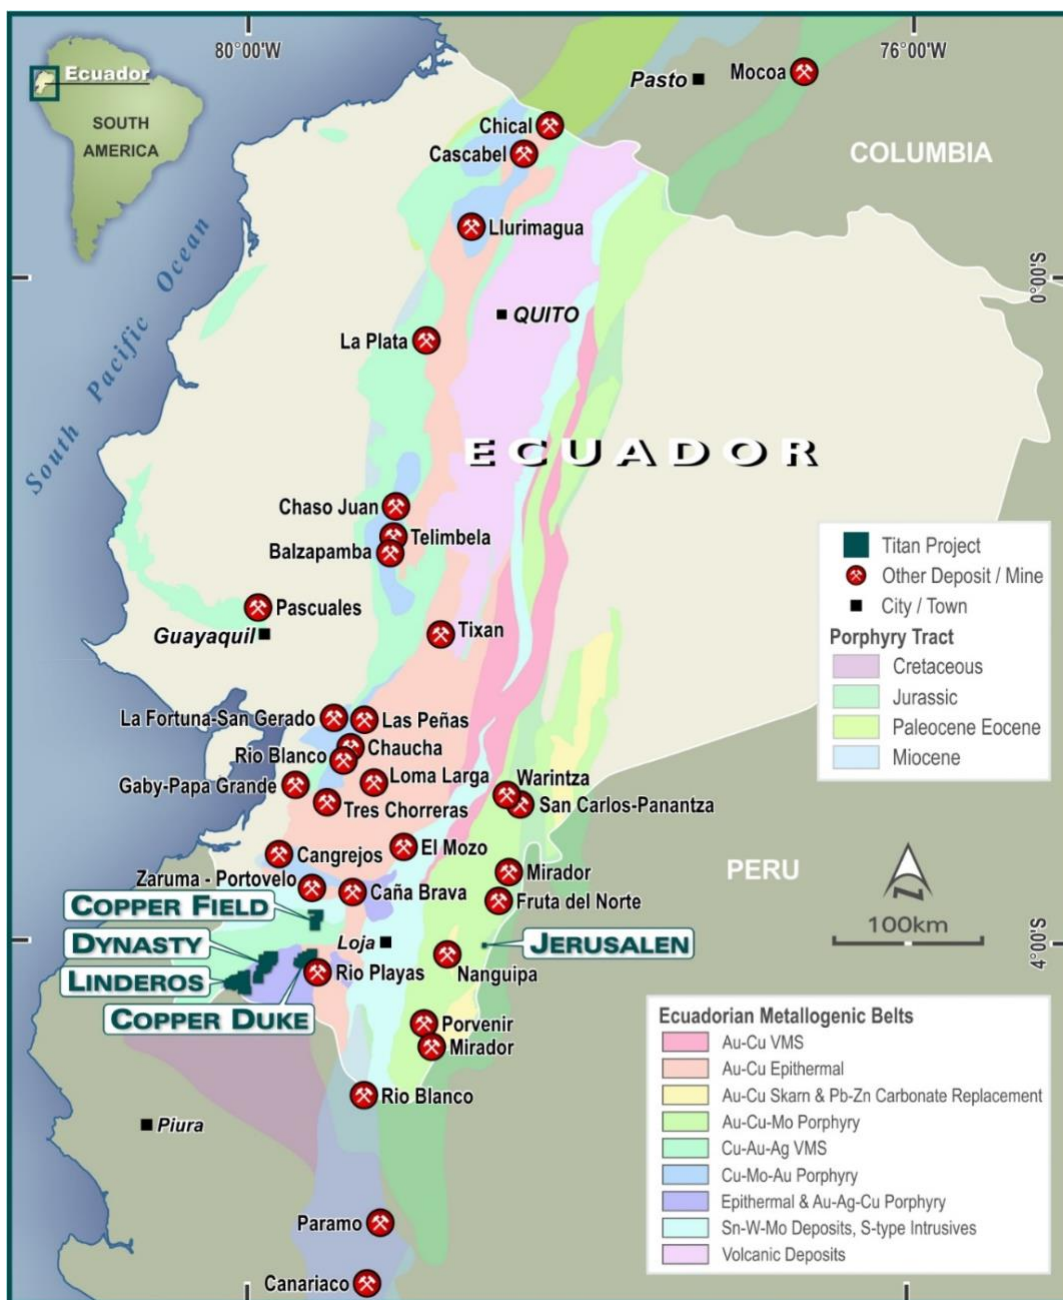 80°00'W
76°00'W
Ecuador
SOUTH
AMERICA
Pasto
Mocoa
Chical
Cascabel
COLUMBIA
Llurimagua
South Pacific Ocean
0°00'S
QUITO
La Plata
ECUADOR
Chaso Juan
Telimbela
Balzapamba
Pascuales
Guayaquil
Tixan
Titan Project
Other Deposit / Mine
City / Town
Porphyry Tract
Cretaceous
Jurassic
Paleocene Eocene
Miocene
La Fortuna-San Gerado
Las Peñas
Chaucha
Rio Blanco
Loma Larga
Gaby-Papa Grande
Tres Chorreras
Warintza
San Carlos-Panantza
El Mozo
Cangrejos
Mirador
PERU
Zaruma - Portovelo
Caña Brava
Fruta del Norte
COPPER FIELD
100km
4°00'S
DYNASTY
Loja
JERUSALEN
LINDEROS
Rio Playas
Nanguipa
COPPER DUKE
Porvenir
Mirador
Rio Blanco
Piura
Paramo
Canariaco
Ecuadorian Metallogenic Belts
Au-Cu VMS
Au-Cu Epithermal
Au-Cu Skarn & Pb-Zn Carbonate Replacement
Au-Cu-Mo Porphyry
Cu-Au-Ag VMS
Cu-Mo-Au Porphyry
Epithermal & Au-Ag-Cu Porphyry
Sn-W-Mo Deposits, S-type Intrusives
Volcanic Deposits